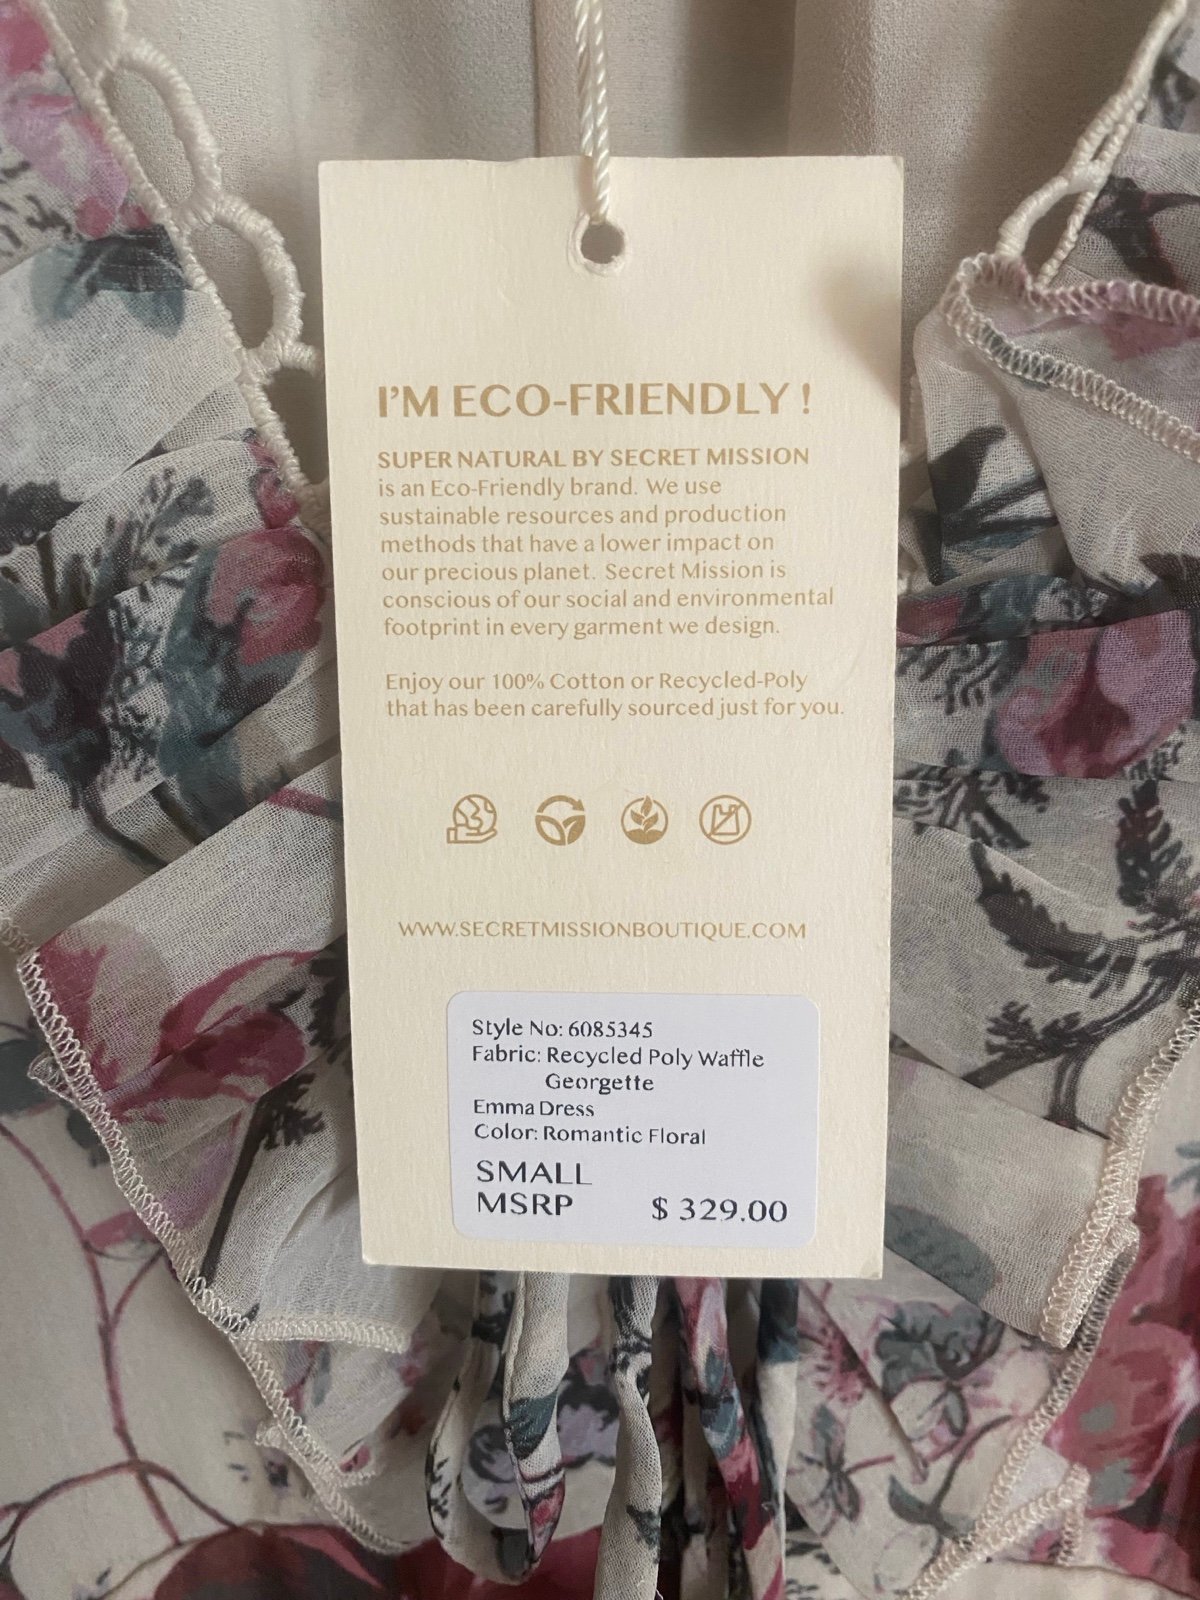 I'M ECO-FRIENDLY !
SUPER NATURAL BY SECRET MISSION
is an Eco-Friendly brand. We use
sustainable resources and production
methods that have a lower impact on
our precious planet. Secret Mission is
conscious of our social and environmental
footprint in every garment we design.
Enjoy our 100% Cotton or Recycled-Poly
that has been carefully sourced just for you.
WWW.SECRETMISSIONBOUTIQUE.COM
Style No: 6085345
Fabric: Recycled Poly Waffle
Georgette
Emma Dress
Color: Romantic Floral
SMALL
MSRP $ 329.00